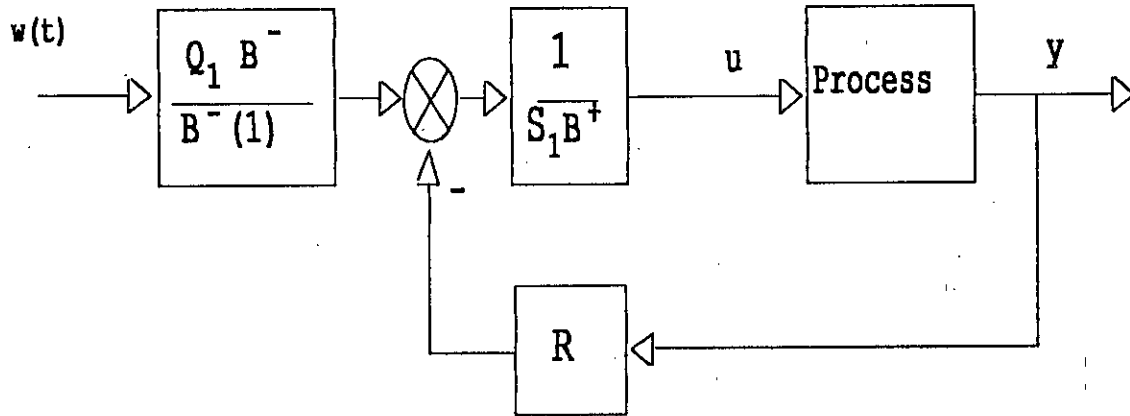 w(t)
Q₁ B⁻
B⁻(1)
-
1
S₁B⁺
u
Process
y
R